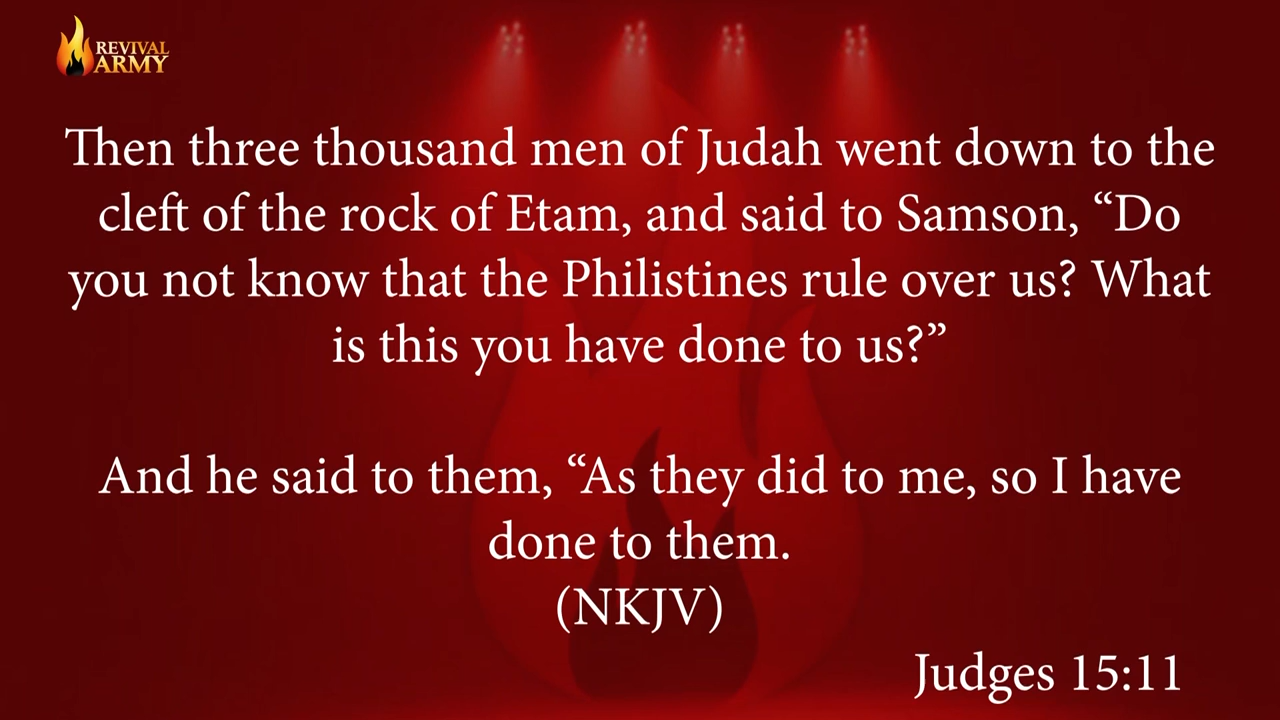 REVIVAL
ARMY
Then three thousand men of Judah went down to the
cleft of the rock of Etam, and said to Samson, “Do
you not know that the Philistines rule over us? What
is this you have done to us?”
And he said to them, “As they did to me, so I have
done to them.
(NKJV)
Judges 15:11